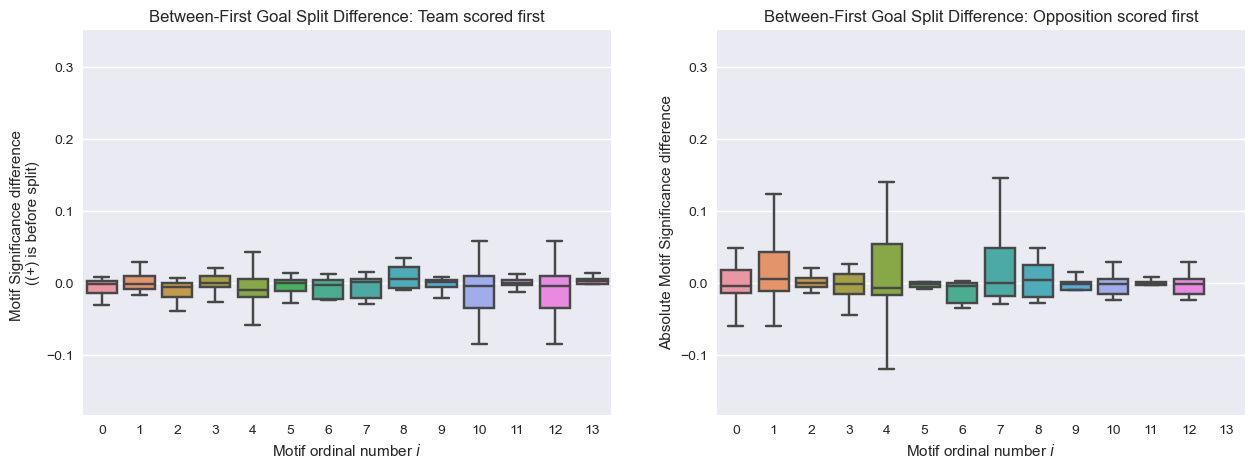 Between-First Goal Split Difference: Team scored first
Motif Significance difference
((+) is before split)
0.3
0.2
0.1
0.0
−0.1
0 1 2 3 4 5 6 7 8 9 10 11 12 13
Motif ordinal number i
Between-First Goal Split Difference: Opposition scored first
Absolute Motif Significance difference
0.3
0.2
0.1
0.0
−0.1
0 1 2 3 4 5 6 7 8 9 10 11 12 13
Motif ordinal number i